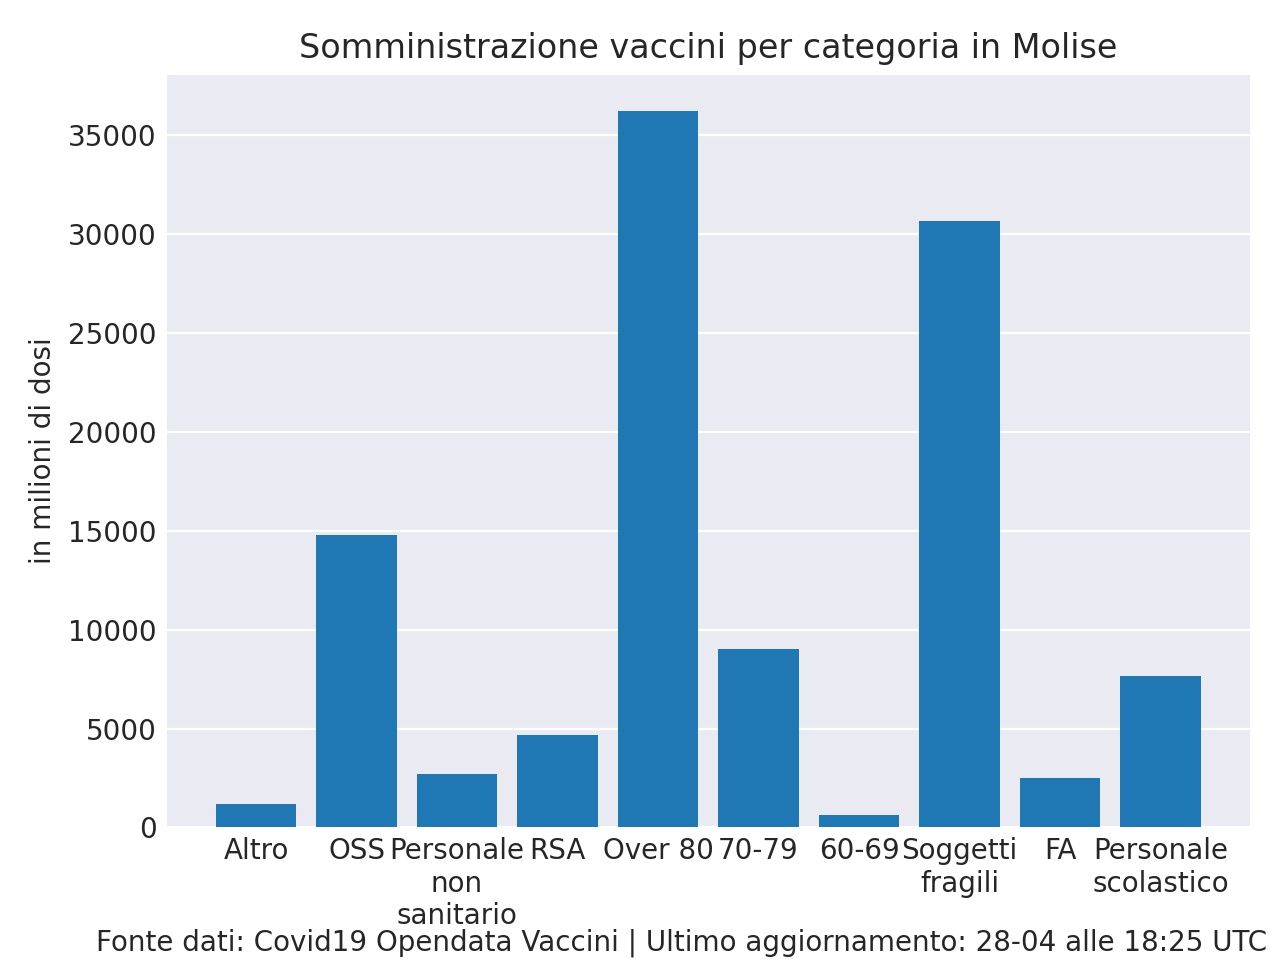 Somministrazione vaccini per categoria in Molise
in milioni di dosi
35000
30000
25000
20000
15000
10000
5000
0
Altro OSS Personale RSA Over 80 70-79 60-69 Soggetti FA Personale
non fragili scolastico
sanitario
Fonte dati: Covid19 Opendata Vaccini | Ultimo aggiornamento: 28-04 alle 18:25 UTC